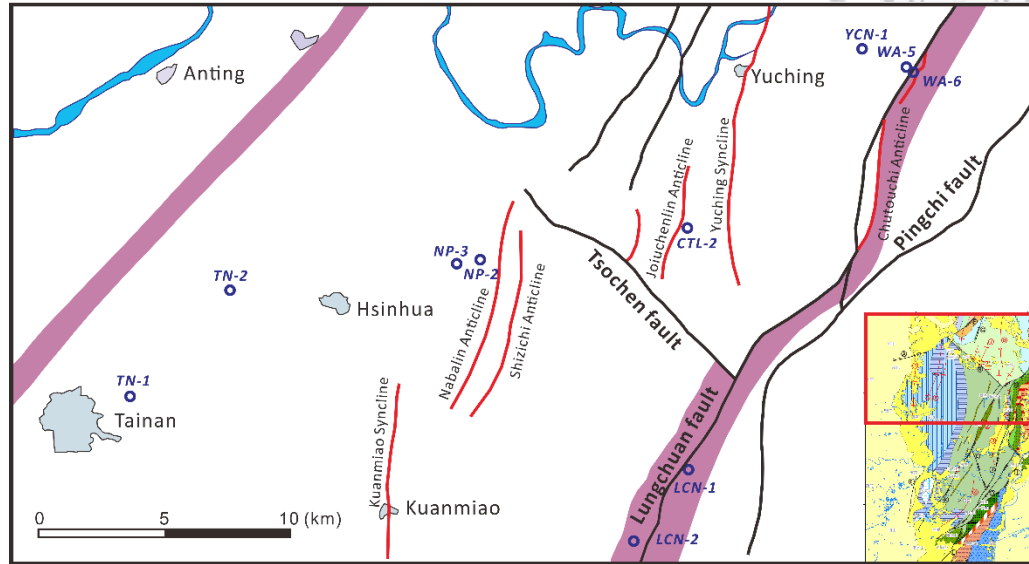 YCN-1
WA-5
WA-6
Anting
Yuching
Yuching Syncline
Joiuchenlin Anticline
Chutouchi Anticline
Pingchi fault
CTL-2
NP-3
NP-2
TN-2
Hsinhua
Tsochen fault
Nabalin Anticline
Shizichi Anticline
TN-1
Tainan
Kuanmiao Syncline
Lungchuan fault
LCN-1
Kuanmiao
LCN-2
0 5 10 (km)